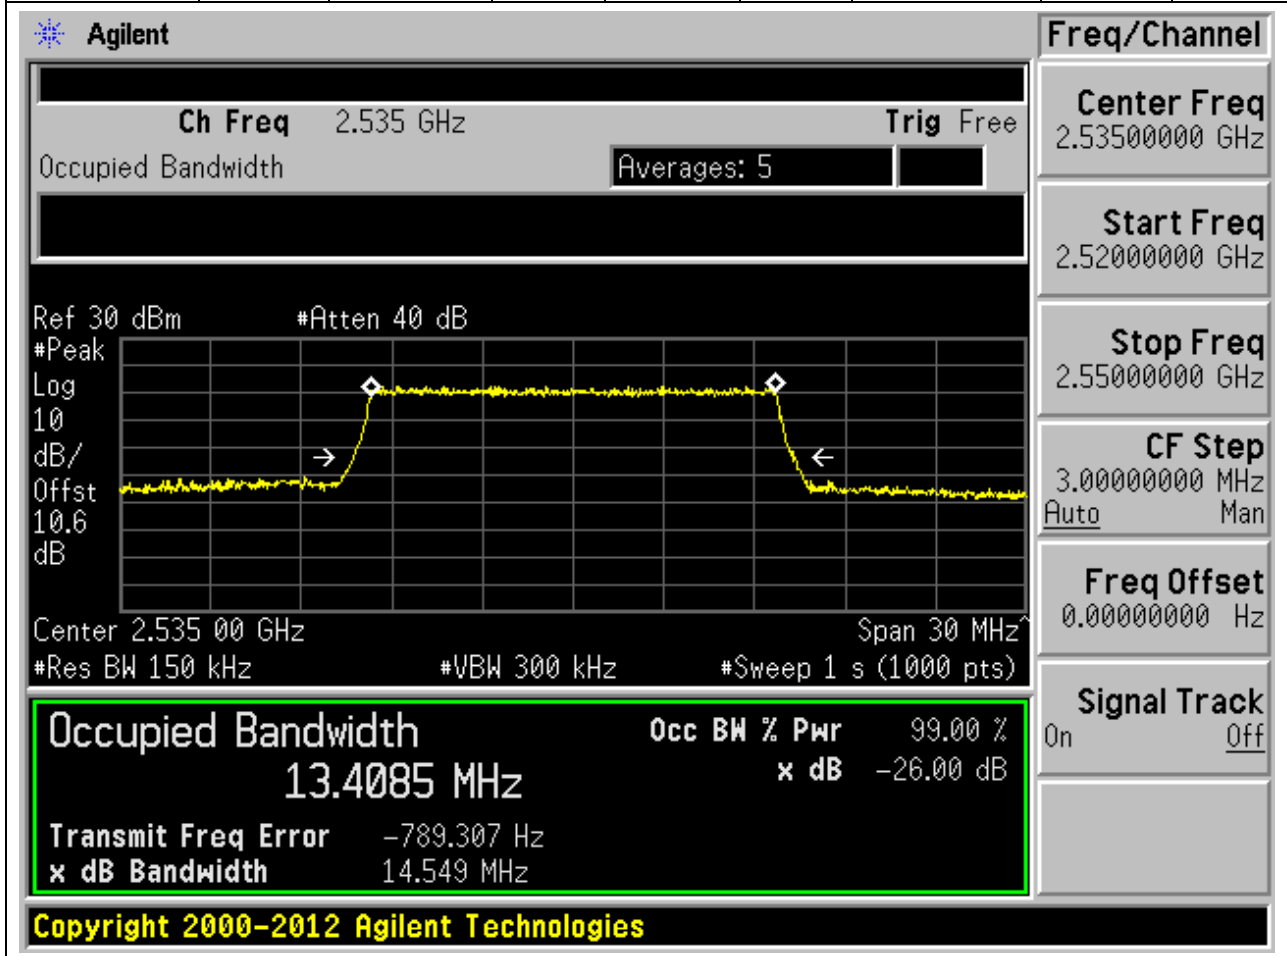 Agilent
Freq/Channel
Ch Freq 2.535 GHz Trig Free
Occupied Bandwidth Averages: 5
Center Freq
2.53500000 GHz
Start Freq
2.52000000 GHz
Ref 30 dBm #Atten 40 dB
#Peak
Log
10
dB/
Offst
10.6
dB
Stop Freq
2.55000000 GHz
CF Step
3.00000000 MHz
Auto Man
Freq Offset
0.00000000 Hz
Center 2.535 00 GHz Span 30 MHz^
#Res BW 150 kHz #VBW 300 kHz #Sweep 1 s (1000 pts)
Signal Track
On Off
Occupied Bandwidth Occ BW % Pwr 99.00 %
13.4085 MHz x dB -26.00 dB
Transmit Freq Error -789.307 Hz
x dB Bandwidth 14.549 MHz
Copyright 2000-2012 Agilent Technologies